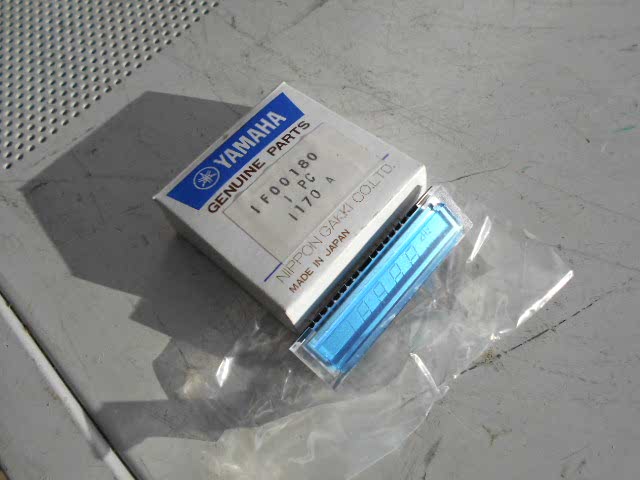 YAMAHA
GENUINE PARTS
1F00180
1 PC
1170 A
NIPPON GAKKI CO.LTD.
MADE IN JAPAN